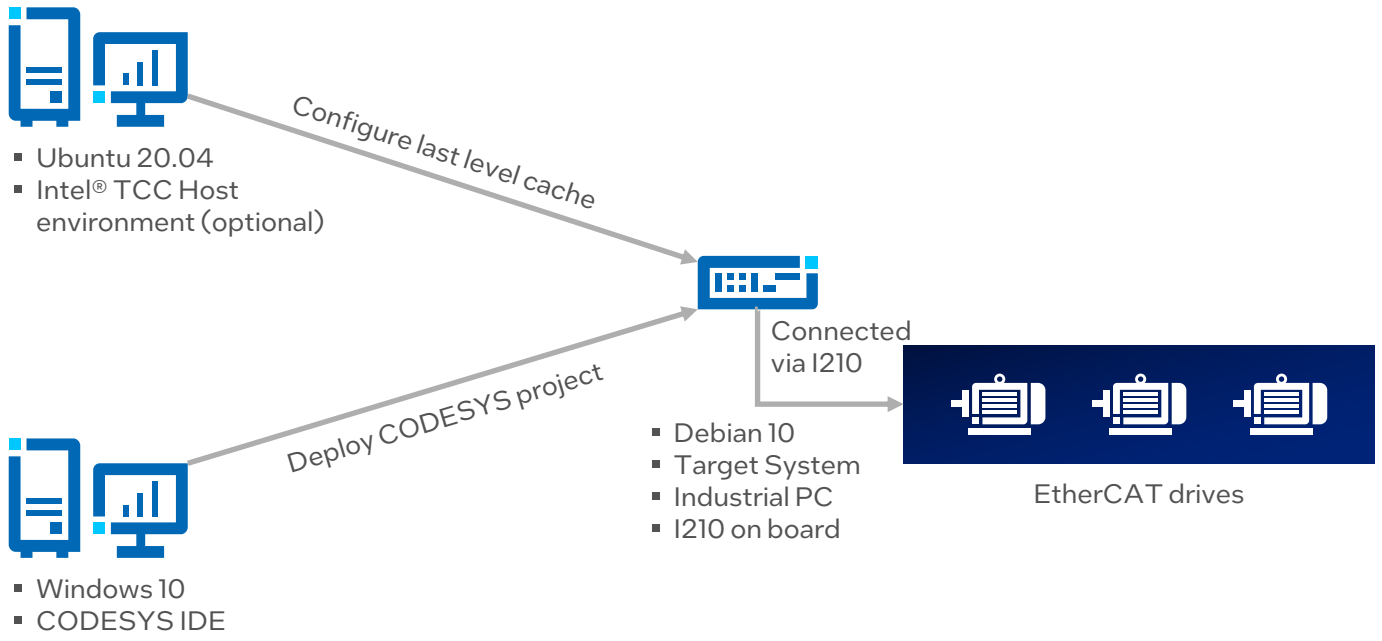 ▪ Ubuntu 20.04
▪ Intel® TCC Host
environment (optional)
Configure last level cache
Deploy CODESYS project
Connected
via I210
▪ Debian 10
▪ Target System
▪ Industrial PC
▪ I210 on board
EtherCAT drives
▪ Windows 10
▪ CODESYS IDE